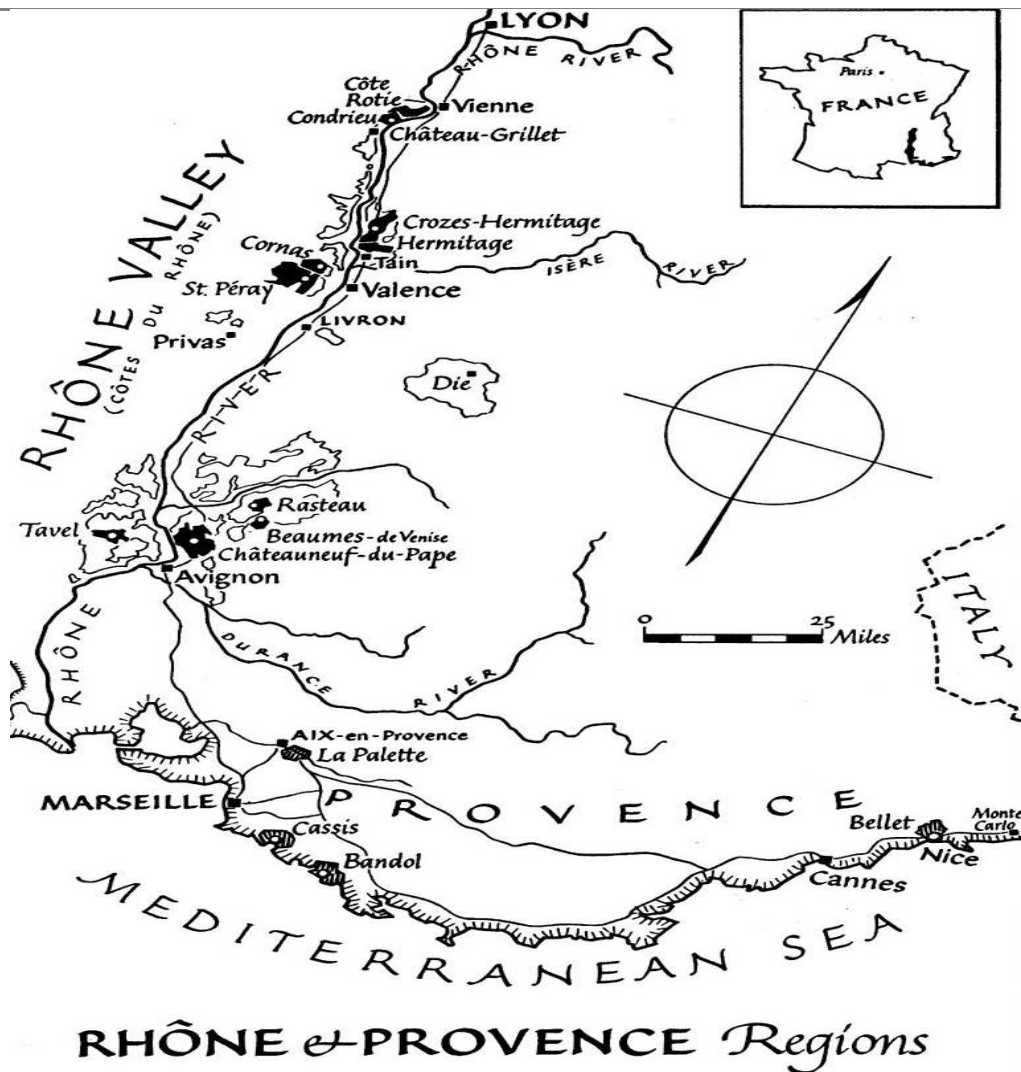 LYON
RHÔNE RIVER
Paris
FRANCE
Côte
Rotie
Vienne
Condrieu
Château-Grillet
RHÔNE VALLEY
(CÔTES DU RHÔNE)
Crozes-Hermitage
Hermitage
Cornas
Tain
ISÈRE RIVER
St. Péray
Valence
LIVRON
Privas
Die
RIVER
Rasteau
Tavel
Beaumes-de Venise
Châteauneuf-du-Pape
Avignon
ITALY
0 25 Miles
RHÔNE
DURANCE RIVER
AIX-en-Provence
La Palette
MARSEILLE
PROVENCE
Cassis
Bandol
Bellet
Monte
Carlo
Nice
Cannes
MEDITERRANEAN SEA
RHÔNE & PROVENCE Regions